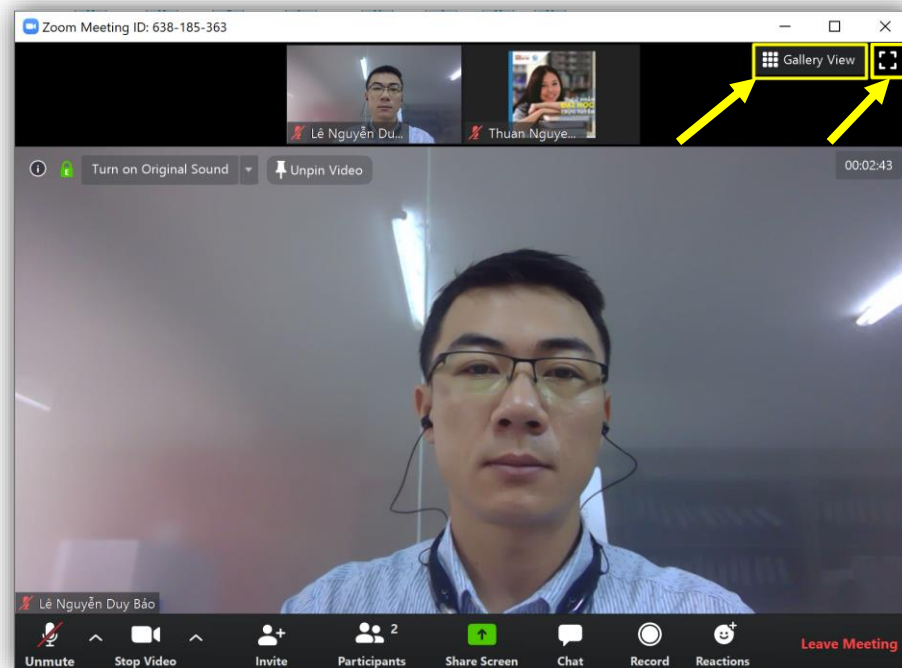 Zoom Meeting ID: 638-185-363
Gallery View
Lê Nguyễn Du...
Thuan Nguye...
Turn on Original Sound
Unpin Video
00:02:43
Lê Nguyễn Duy Bảo
2
Unmute
Stop Video
Invite
Participants
Share Screen
Chat
Record
Reactions
Leave Meeting